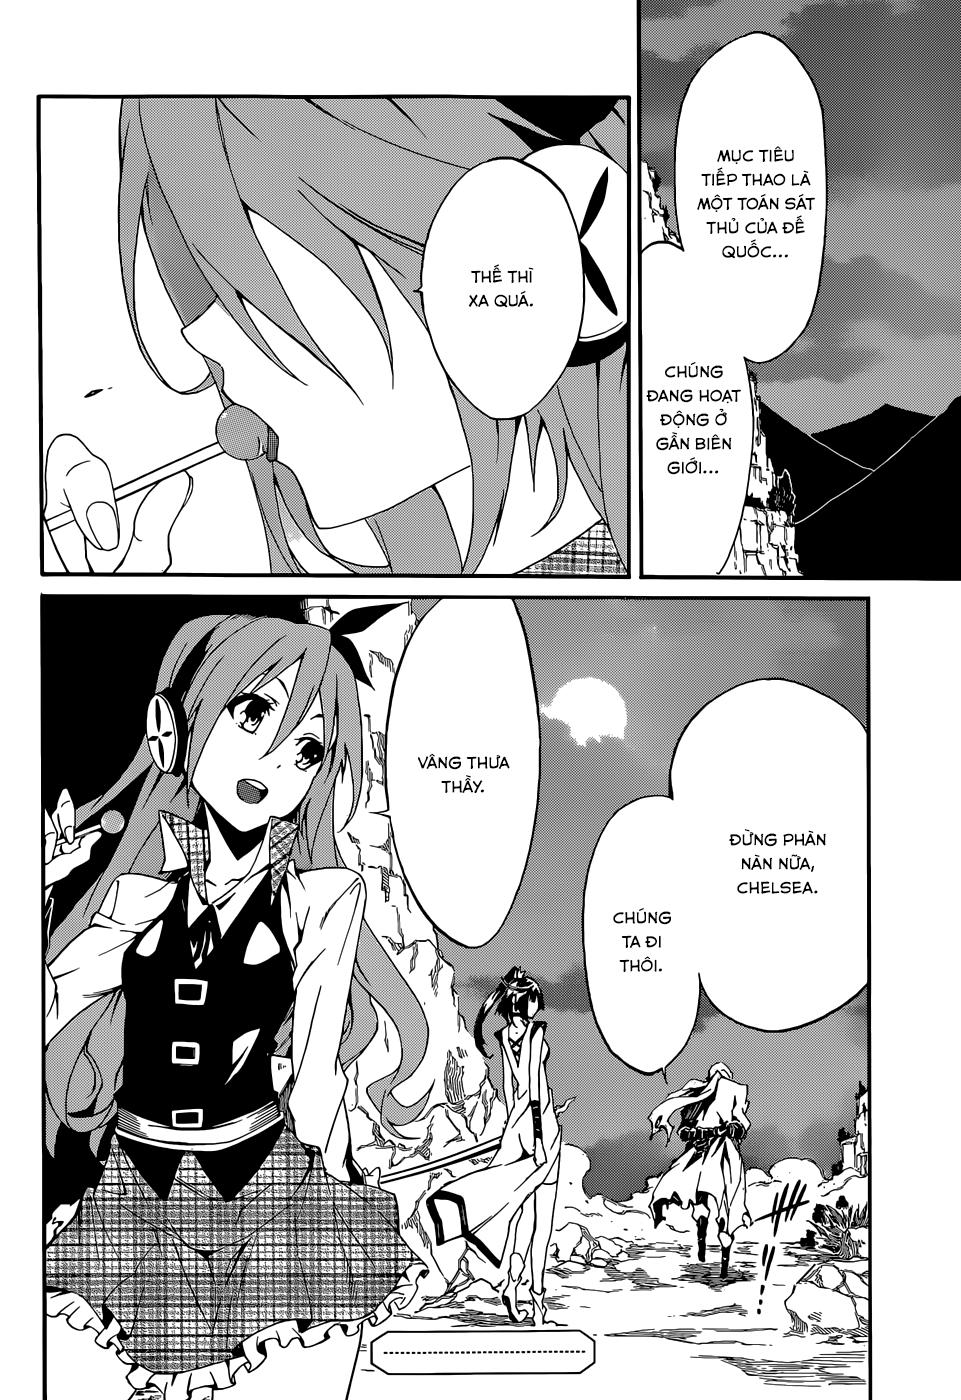 MỤC TIÊU
TIẾP THAO LÀ
MỘT TOÁN SÁT
THỦ CỦA ĐẾ
QUỐC...
CHÚNG
ĐANG HOẠT
ĐỘNG Ở
GẦN BIÊN
GIỚI...
THẾ THÌ
XA QUÁ.
ĐỪNG PHÀN
NÀN NỮA,
CHELSEA.
CHÚNG
TA ĐI
THÔI.
VÂNG THƯA
THẦY.